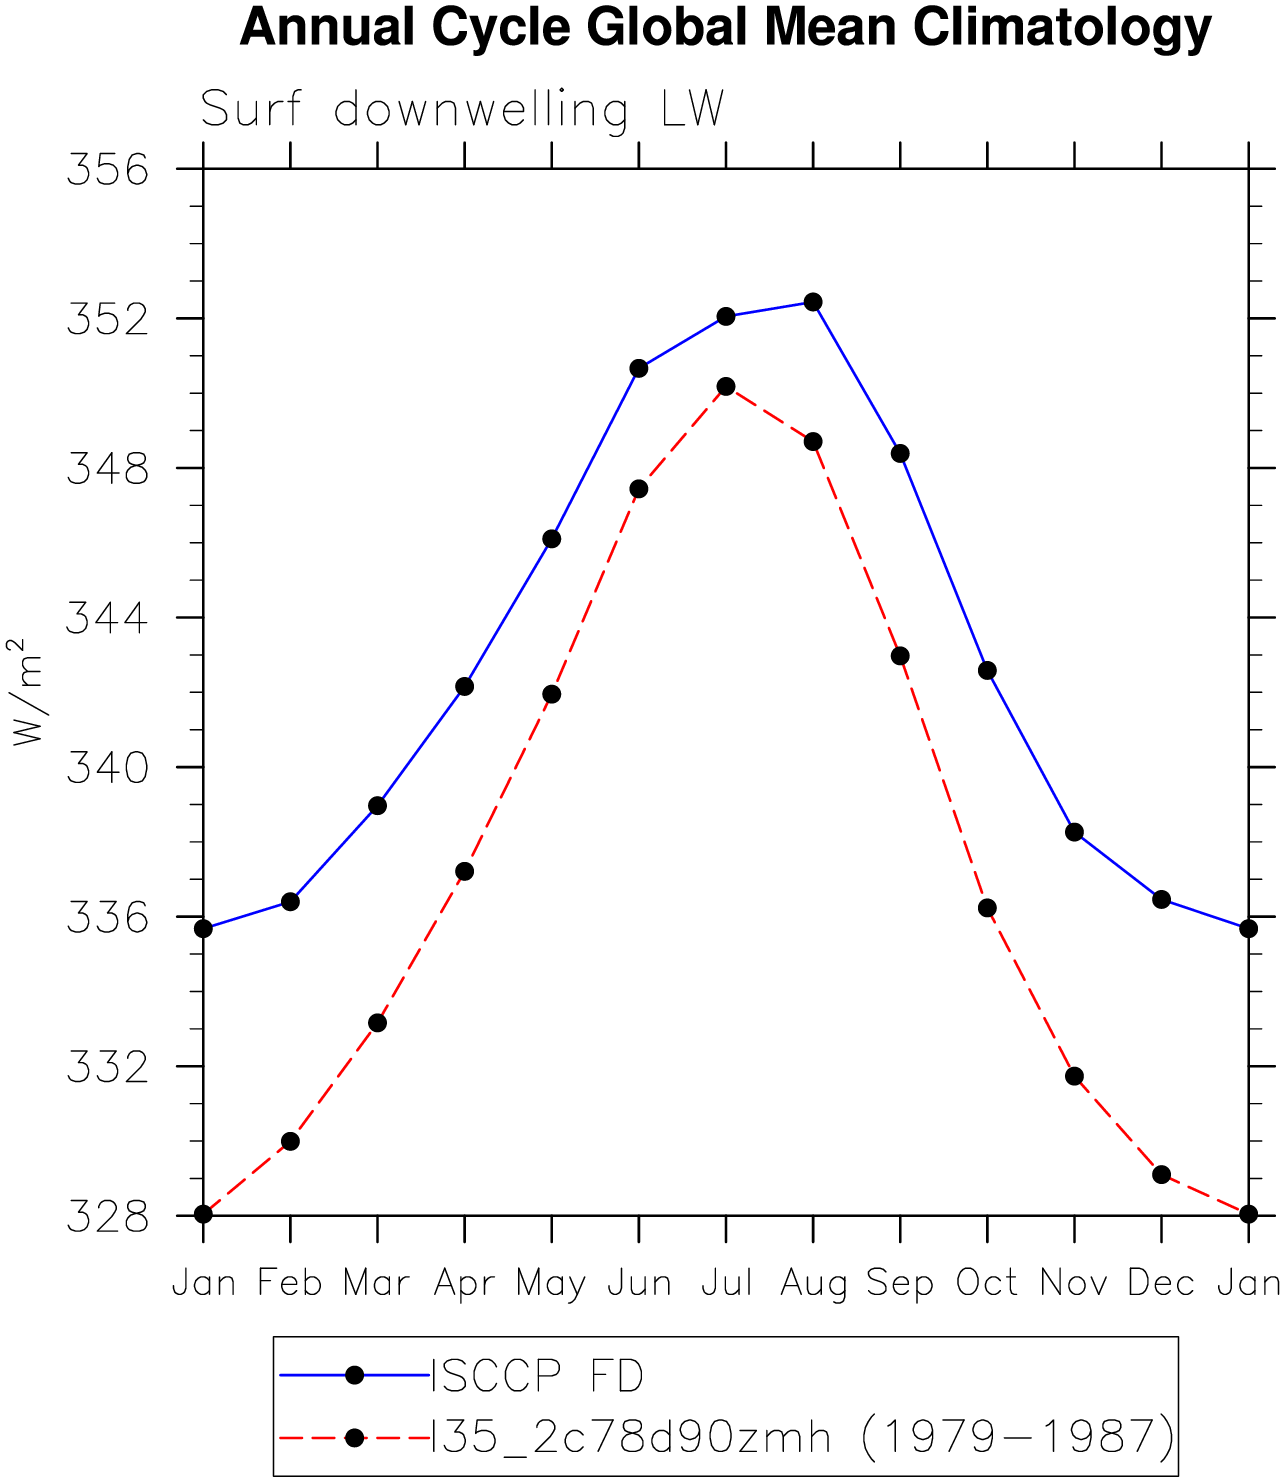 Annual Cycle Global Mean Climatology
Surf downwelling LW
356
352
348
344
340
336
332
328
W/m²
Jan Feb Mar Apr May Jun Jul Aug Sep Oct Nov Dec Jan
ISCCP FD
I35_2c78d90zmh (1979-1987)